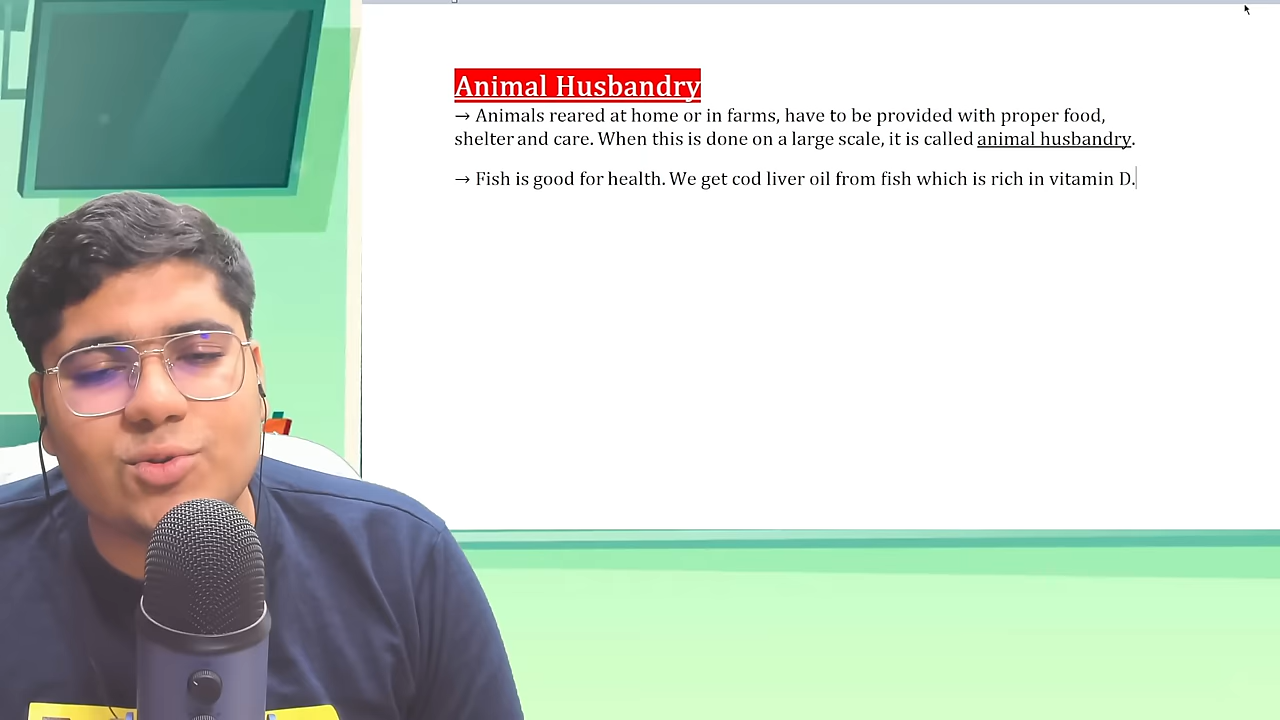 Animal Husbandry
→ Animals reared at home or in farms, have to be provided with proper food,
shelter and care. When this is done on a large scale, it is called animal husbandry.
→ Fish is good for health. We get cod liver oil from fish which is rich in vitamin D.